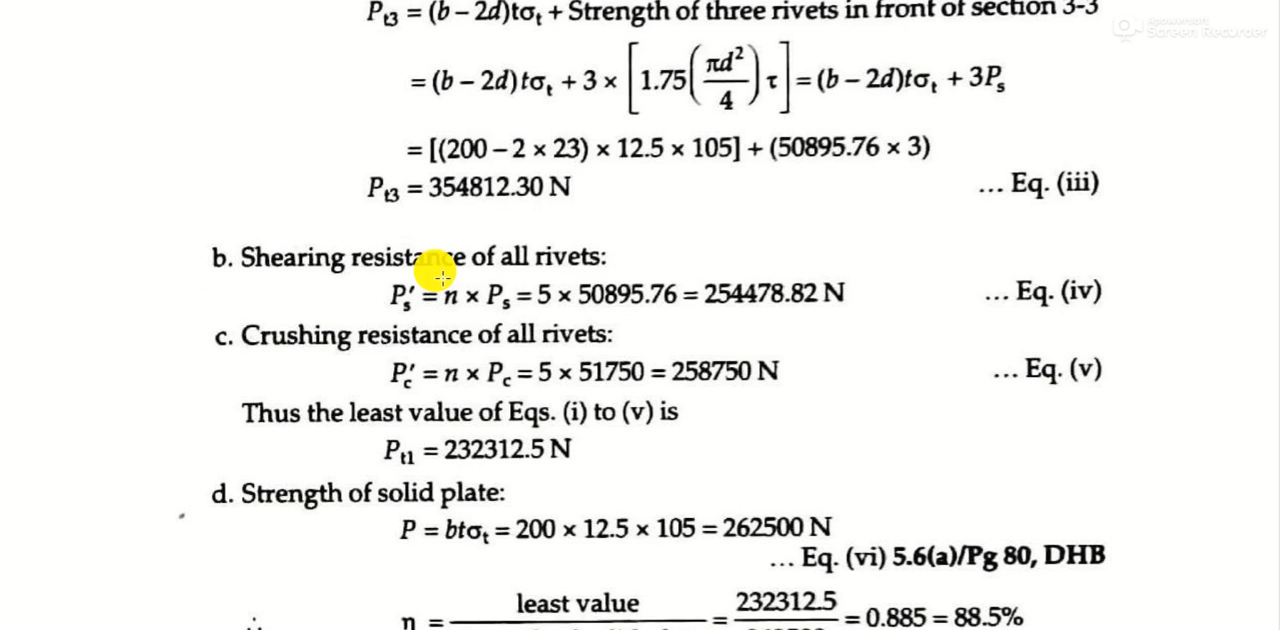 P_t3 = (b – 2d)tσ_t + Strength of three rivets in front of section 3-3
Screen Recorder
= (b – 2d)tσ_t + 3 × [1.75(πd²/4)τ] = (b – 2d)tσ_t + 3P_s
= [(200 – 2 × 23) × 12.5 × 105] + (50895.76 × 3)
P_t3 = 354812.30 N ... Eq. (iii)
b. Shearing resistance of all rivets:
P_s′ = n × P_s = 5 × 50895.76 = 254478.82 N ... Eq. (iv)
c. Crushing resistance of all rivets:
P_c′ = n × P_c = 5 × 51750 = 258750 N ... Eq. (v)
Thus the least value of Eqs. (i) to (v) is
P_t1 = 232312.5 N
d. Strength of solid plate:
P = btσ_t = 200 × 12.5 × 105 = 262500 N
... Eq. (vi) 5.6(a)/Pg 80, DHB
∴ η = least value = 232312.5 = 0.885 = 88.5%